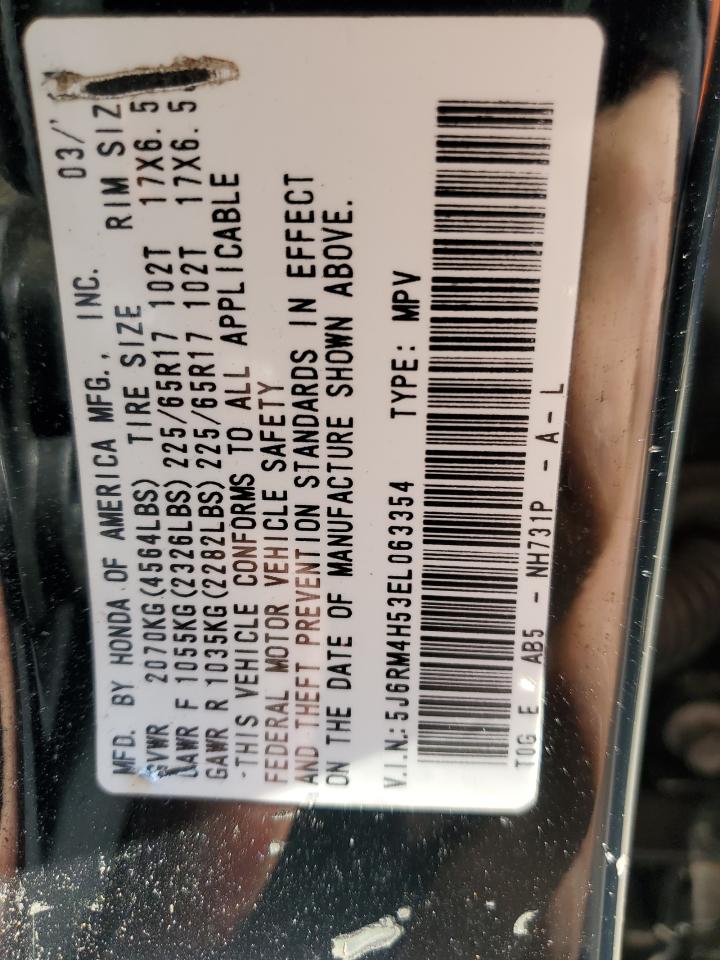 MFD. BY HONDA OF AMERICA MFG., INC. 03/
GVWR 2070KG(4564LBS) TIRE SIZE RIM SIZ
GAWR F 1055KG(2326LBS) 225/65R17 102T 17X6.5
GAWR R 1035KG(2282LBS) 225/65R17 102T 17X6.5
·THIS VEHICLE CONFORMS TO ALL APPLICABLE
FEDERAL MOTOR VEHICLE SAFETY
AND THEFT PREVENTION STANDARDS IN EFFECT
ON THE DATE OF MANUFACTURE SHOWN ABOVE.
V.I.N.: 5J6RM4H53EL063354 TYPE: MPV
TOG E AB5 - NH731P - A - L